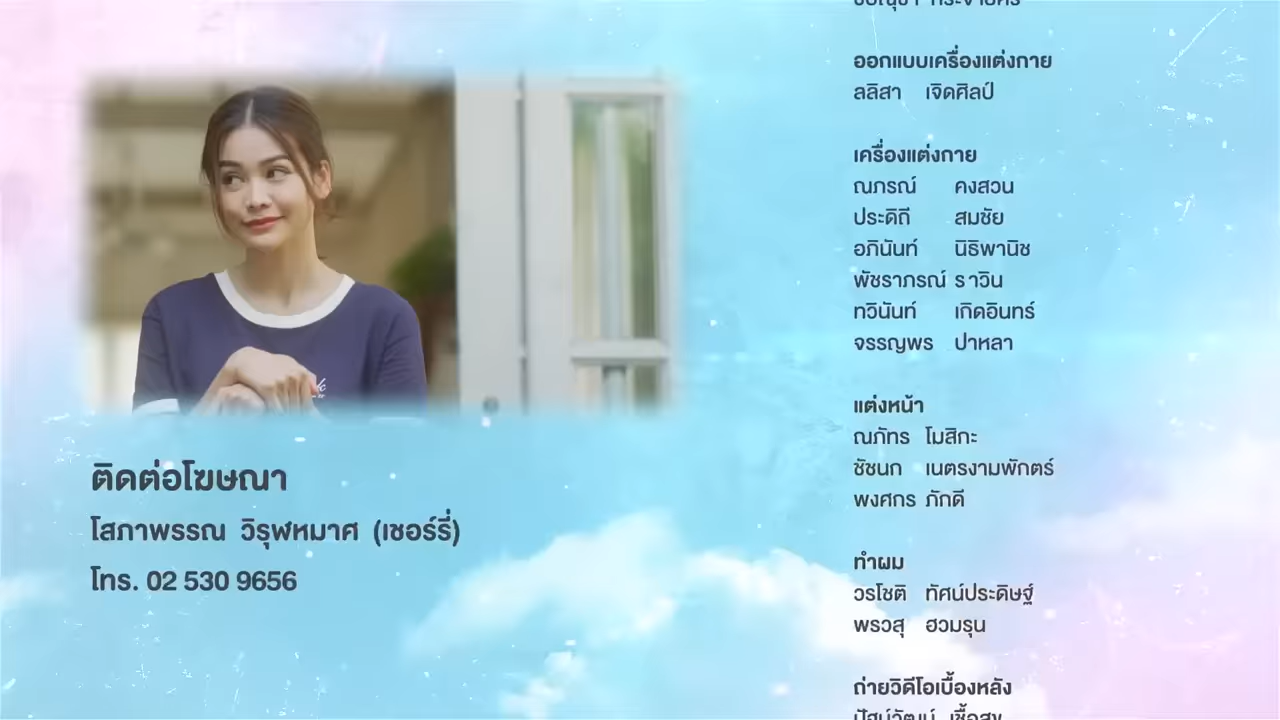 ติดต่อโฆษณา
โสภาพรรณ วิรุฬหมาศ (เชอร์รี่)
โทร. 02 530 9656
ออกแบบเครื่องแต่งกาย
ลลิสา เจิดศิลป์
เครื่องแต่งกาย
ณภรณ์ คงสวน
ประดิถี สมชัย
อภินันท์ นิธิพานิช
พัชราภรณ์ ราวิน
ทวินันท์ เกิดอินทร์
จรรญพร ปาหลา
แต่งหน้า
ณภัทร โมสิกะ
ชัชนก เนตรงามพักตร์
พงศกร ภักดี
ทำผม
วรโชติ ทัศน์ประดิษฐ์
พรวสุ ฮวมรุน
ถ่ายวิดีโอเบื้องหลัง